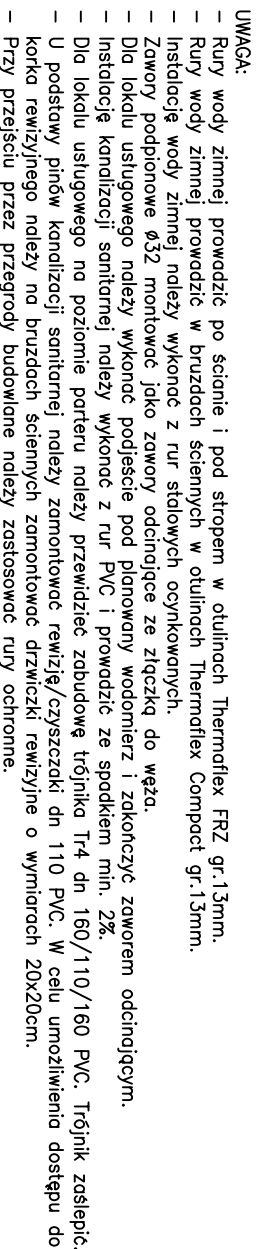 UWAGA:
- Rury wody zimnej prowadzić po ścianie i pod stropem w otulinach Thermaflex FRZ gr.13mm.
- Rury wody zimnej prowadzić w bruzdach ściennych w otulinach Thermaflex Compact gr.13mm.
- Instalację wody zimnej należy wykonać z rur stalowych ocynkowanych.
- Zawory podpionowe ø32 montować jako zawory odcinające ze złączką do węża.
- Dla lokalu usługowego należy wykonać podjeście pod planowany wodomierz i zakończyć zaworem odcinającym.
- Instalację kanalizacji sanitarnej należy wykonać z rur PVC i prowadzić ze spadkiem min. 2%.
- Dla lokalu usługowego na poziomie parteru należy przewidzieć zabudowę trójnika Tr4 dn 160/110/160 PVC. Trójnik zaślepić.
- U podstawy pinów kanalizacji sanitarnej należy zamontować rewizję/czyszczaki dn 110 PVC. W celu umożliwienia dostępu do
korka rewizyjnego należy na bruzdach ściennych zamontować drzwiczki rewizyjne o wymiarach 20x20cm.
- Przy przejściu przez przegrody budowlane należy zastosować rury ochronne.